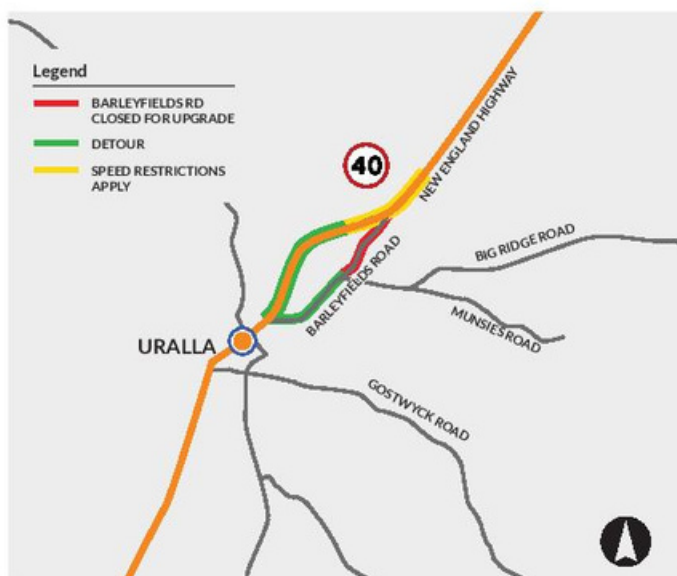 Legend
BARLEYFIELDS RD
CLOSED FOR UPGRADE
DETOUR
SPEED RESTRICTIONS
APPLY
40
NEW ENGLAND HIGHWAY
BARLEYFIELDS ROAD
BIG RIDGE ROAD
MUNSIES ROAD
URALLA
GOSTWYCK ROAD